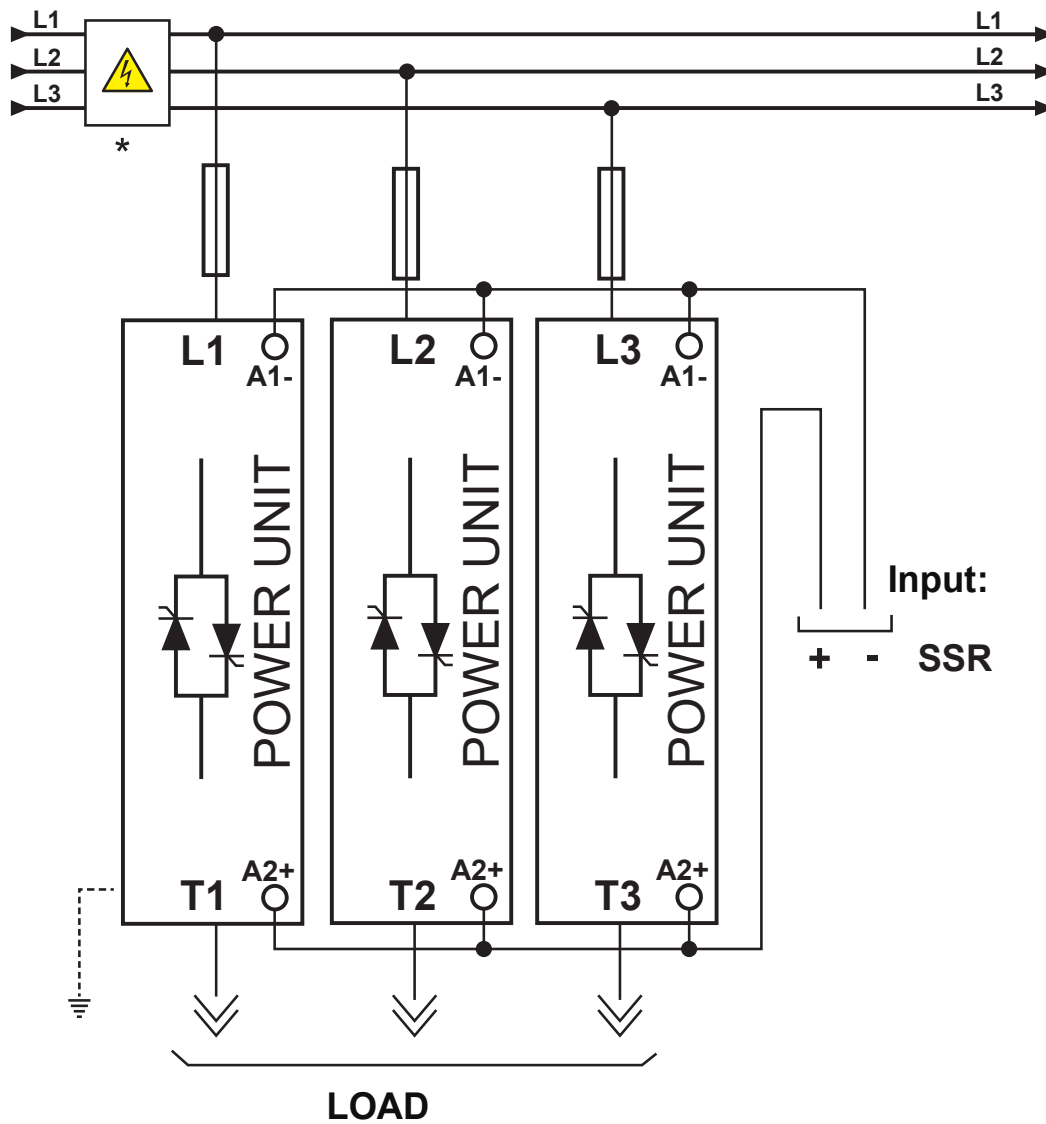 L1 L1
L2 L2
L3 L3
*
L1 L2 L3
A1- A1- A1-
POWER UNIT POWER UNIT POWER UNIT
Input:
+ - SSR
A2+ A2+ A2+
T1 T2 T3
LOAD